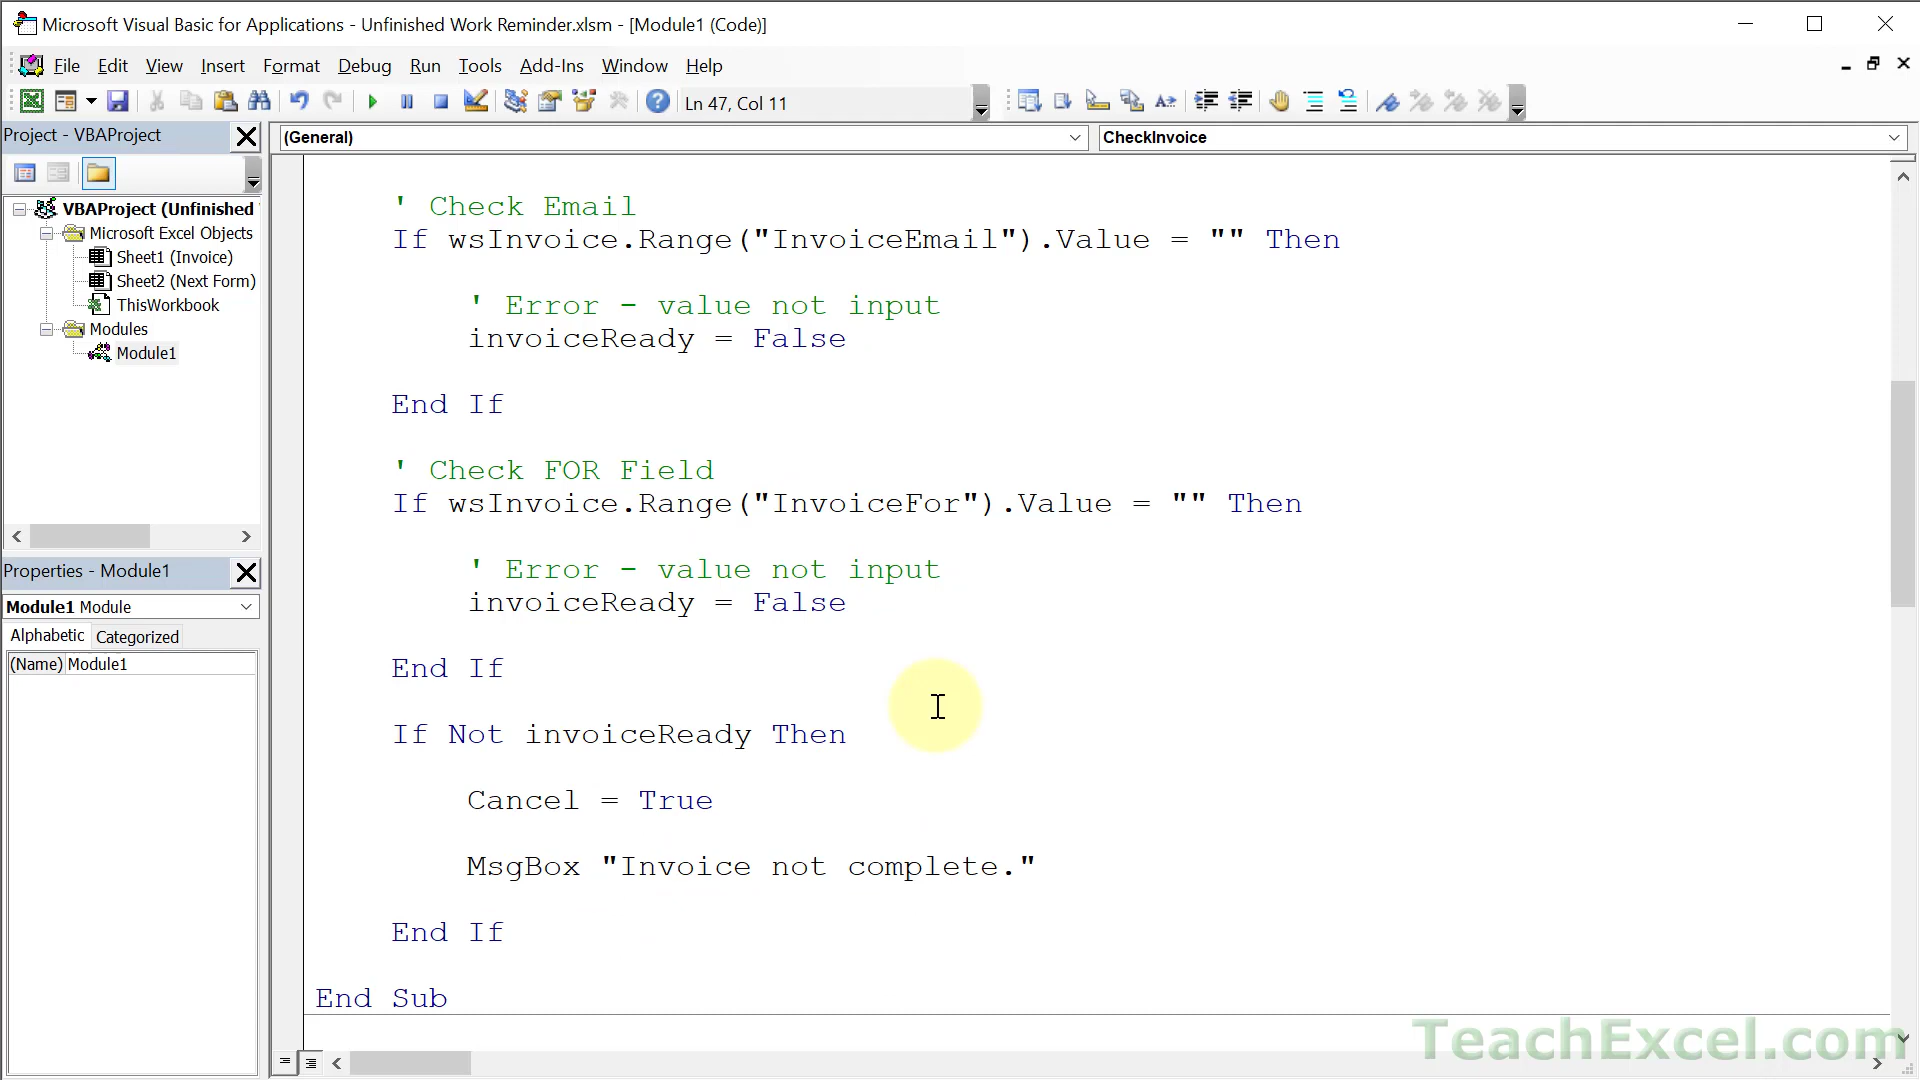 Microsoft Visual Basic for Applications - Unfinished Work Reminder.xlsm - [Module1 (Code)]
File Edit View Insert Format Debug Run Tools Add-Ins Window Help
Ln 47, Col 11
Project - VBAProject
(General)
CheckInvoice
VBAProject (Unfinished
Microsoft Excel Objects
Sheet1 (Invoice)
Sheet2 (Next Form)
ThisWorkbook
Modules
Module1
Properties - Module1
Module1 Module
Alphabetic Categorized
(Name) Module1
' Check Email
If wsInvoice.Range("InvoiceEmail").Value = "" Then
' Error - value not input
invoiceReady = False
End If
' Check FOR Field
If wsInvoice.Range("InvoiceFor").Value = "" Then
' Error - value not input
invoiceReady = False
End If
If Not invoiceReady Then
Cancel = True
MsgBox "Invoice not complete."
End If
End Sub
TeachExcel.com